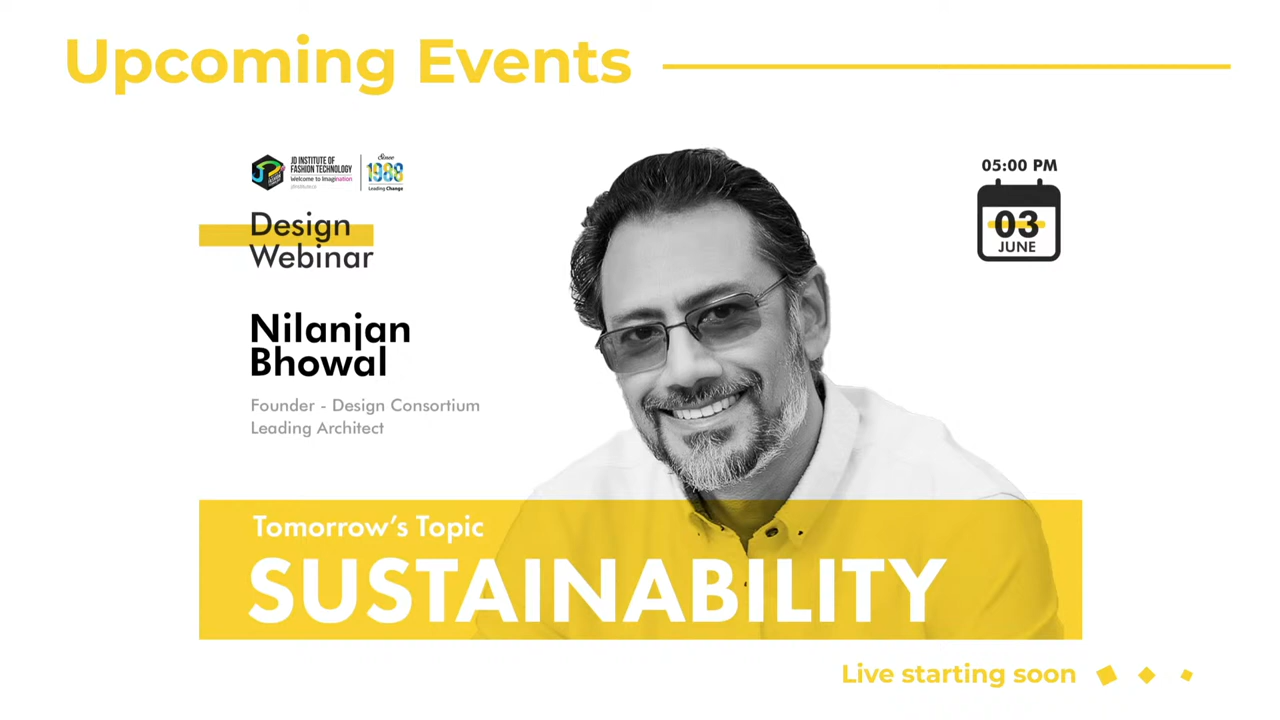 Upcoming Events
JD INSTITUTE OF
FASHION TECHNOLOGY
Welcome to Imagination
Since
1988
Leading Change
05:00 PM
03
JUNE
Design
Webinar
Nilanjan
Bhowal
Founder - Design Consortium
Leading Architect
Tomorrow's Topic
SUSTAINABILITY
Live starting soon